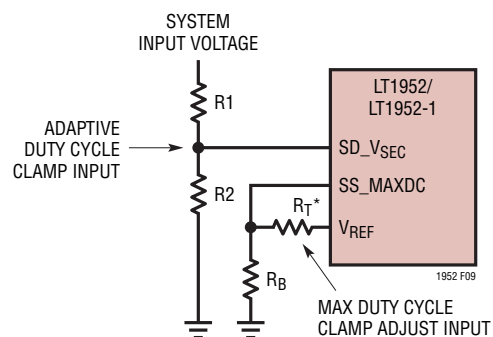 SYSTEM
INPUT VOLTAGE
R1
LT1952/
LT1952-1
ADAPTIVE
DUTY CYCLE
CLAMP INPUT
SD_VSEC
R2
SS_MAXDC
RT*
VREF
RB
1952 F09
MAX DUTY CYCLE
CLAMP ADJUST INPUT